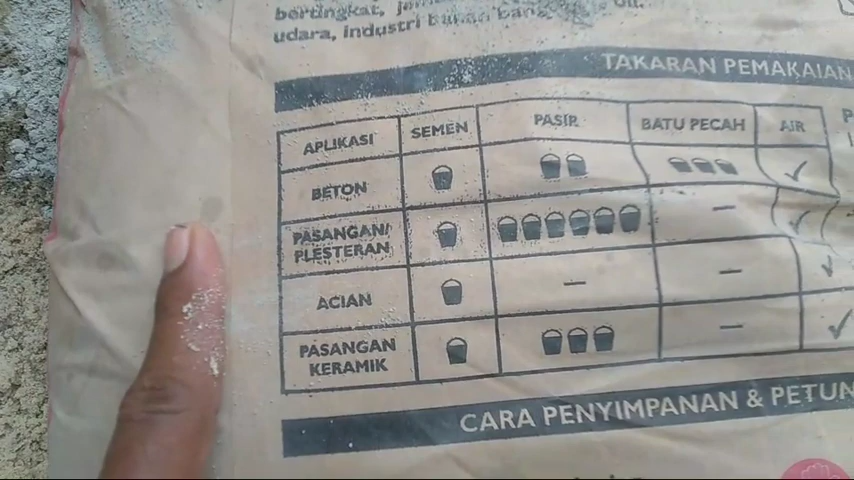 bertingkat,
udara, industri
TAKARAN PEMAKAIAN
APLIKASI SEMEN PASIR BATU PECAH AIR
BETON
PASANGAN/
PLESTERAN
ACIAN
PASANGAN
KERAMIK
CARA PENYIMPANAN & PETUN